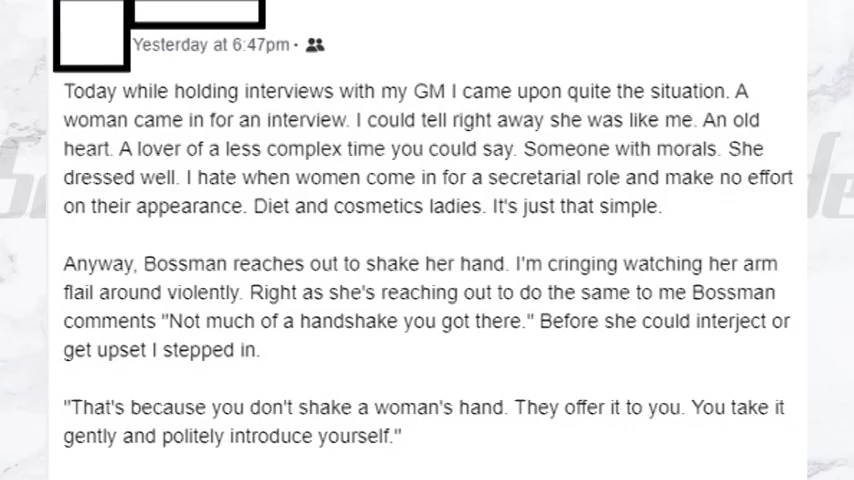 Yesterday at 6:47pm ·
Today while holding interviews with my GM I came upon quite the situation. A
woman came in for an interview. I could tell right away she was like me. An old
heart. A lover of a less complex time you could say. Someone with morals. She
dressed well. I hate when women come in for a secretarial role and make no effort
on their appearance. Diet and cosmetics ladies. It's just that simple.
Anyway, Bossman reaches out to shake her hand. I'm cringing watching her arm
flail around violently. Right as she's reaching out to do the same to me Bossman
comments "Not much of a handshake you got there." Before she could interject or
get upset I stepped in.
"That's because you don't shake a woman's hand. They offer it to you. You take it
gently and politely introduce yourself."